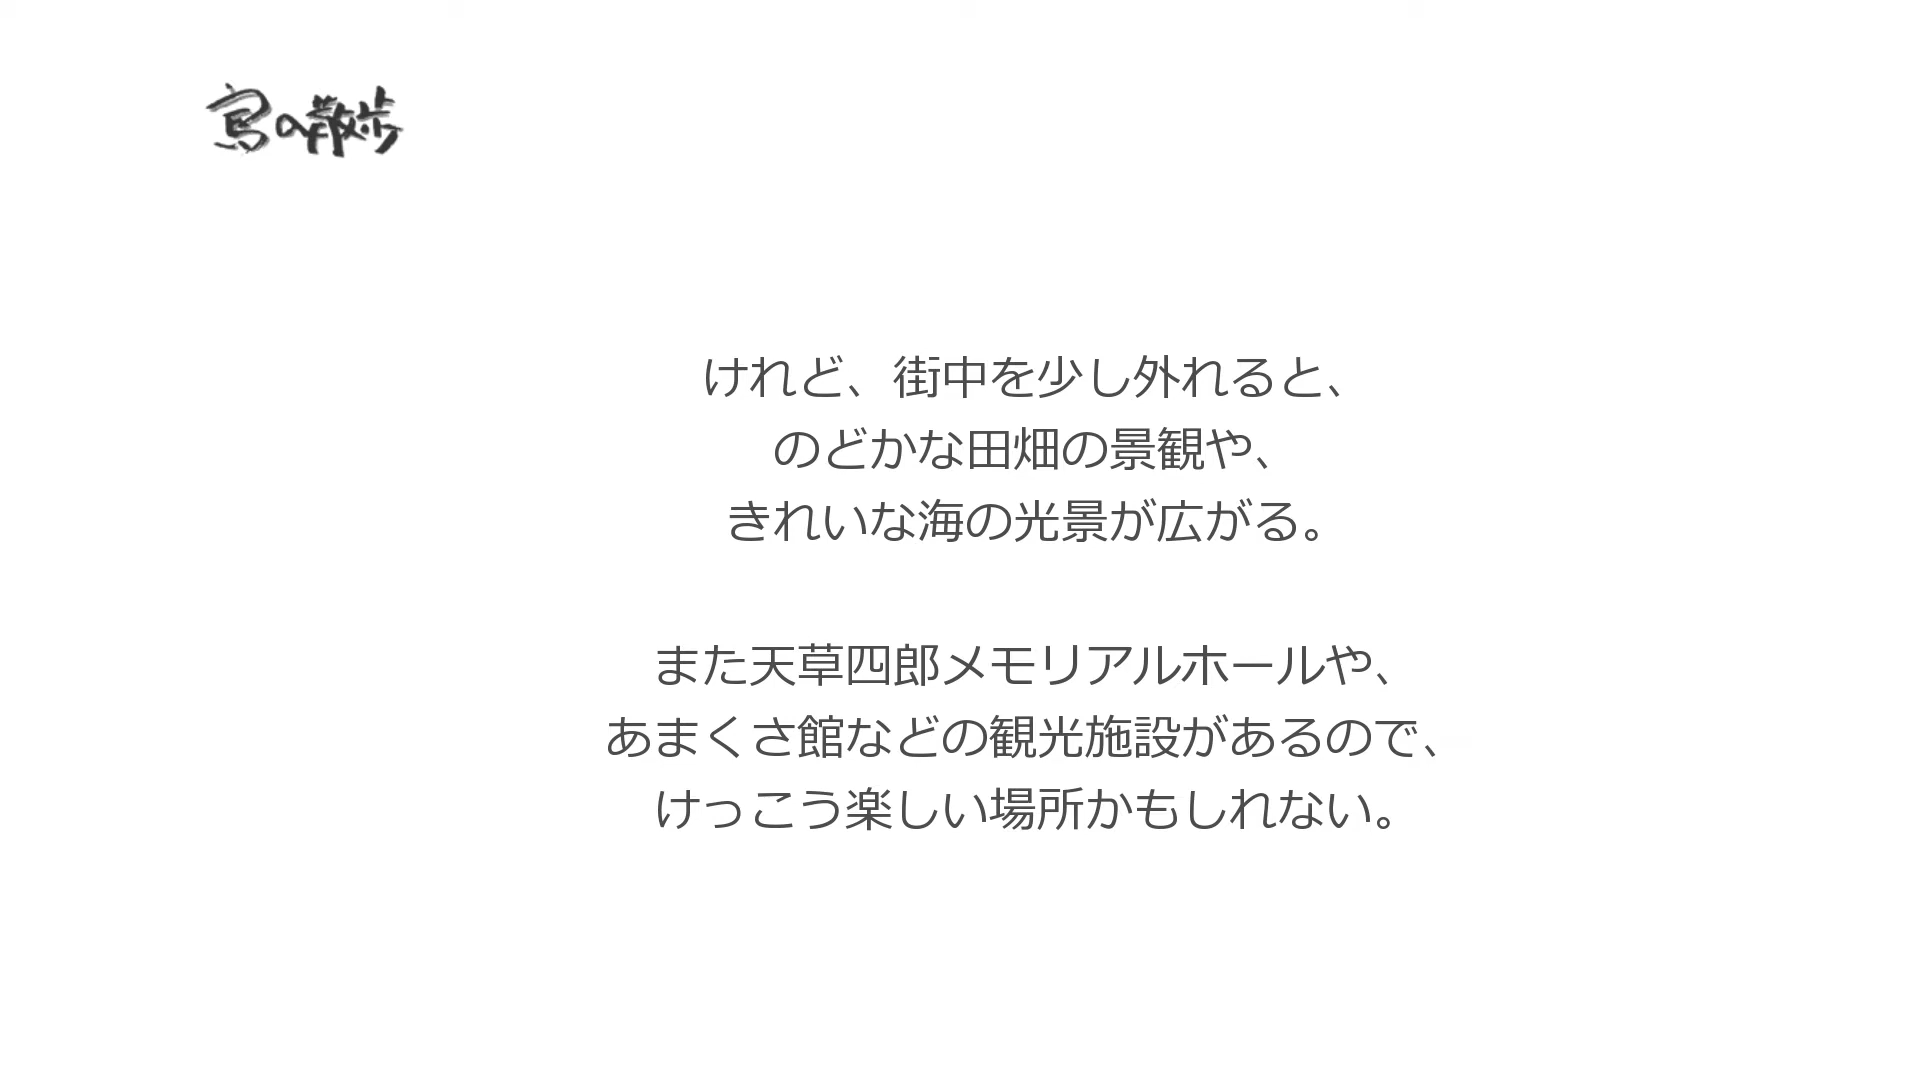 の散歩
けれど、街中を少し外れると、
のどかな田畑の景観や、
きれいな海の光景が広がる。
また天草四郎メモリアルホールや、
あまくさ館などの観光施設があるので、
けっこう楽しい場所かもしれない。